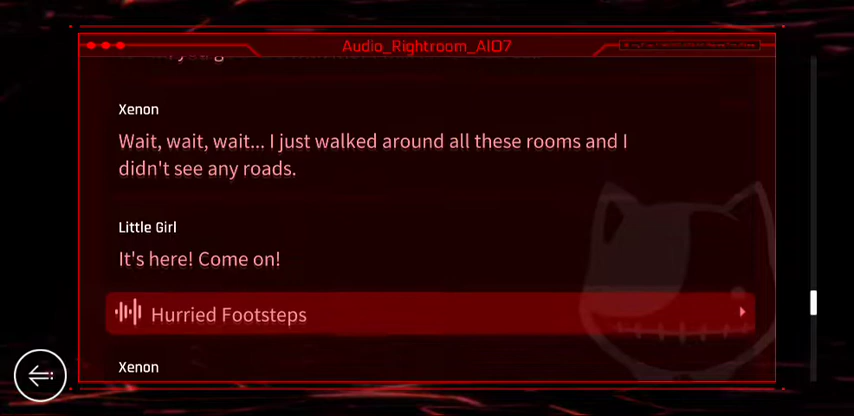 Audio_Rightroom_A107
Xenon
Wait, wait, wait... I just walked around all these rooms and I
didn't see any roads.
Little Girl
It's here! Come on!
Hurried Footsteps
Xenon